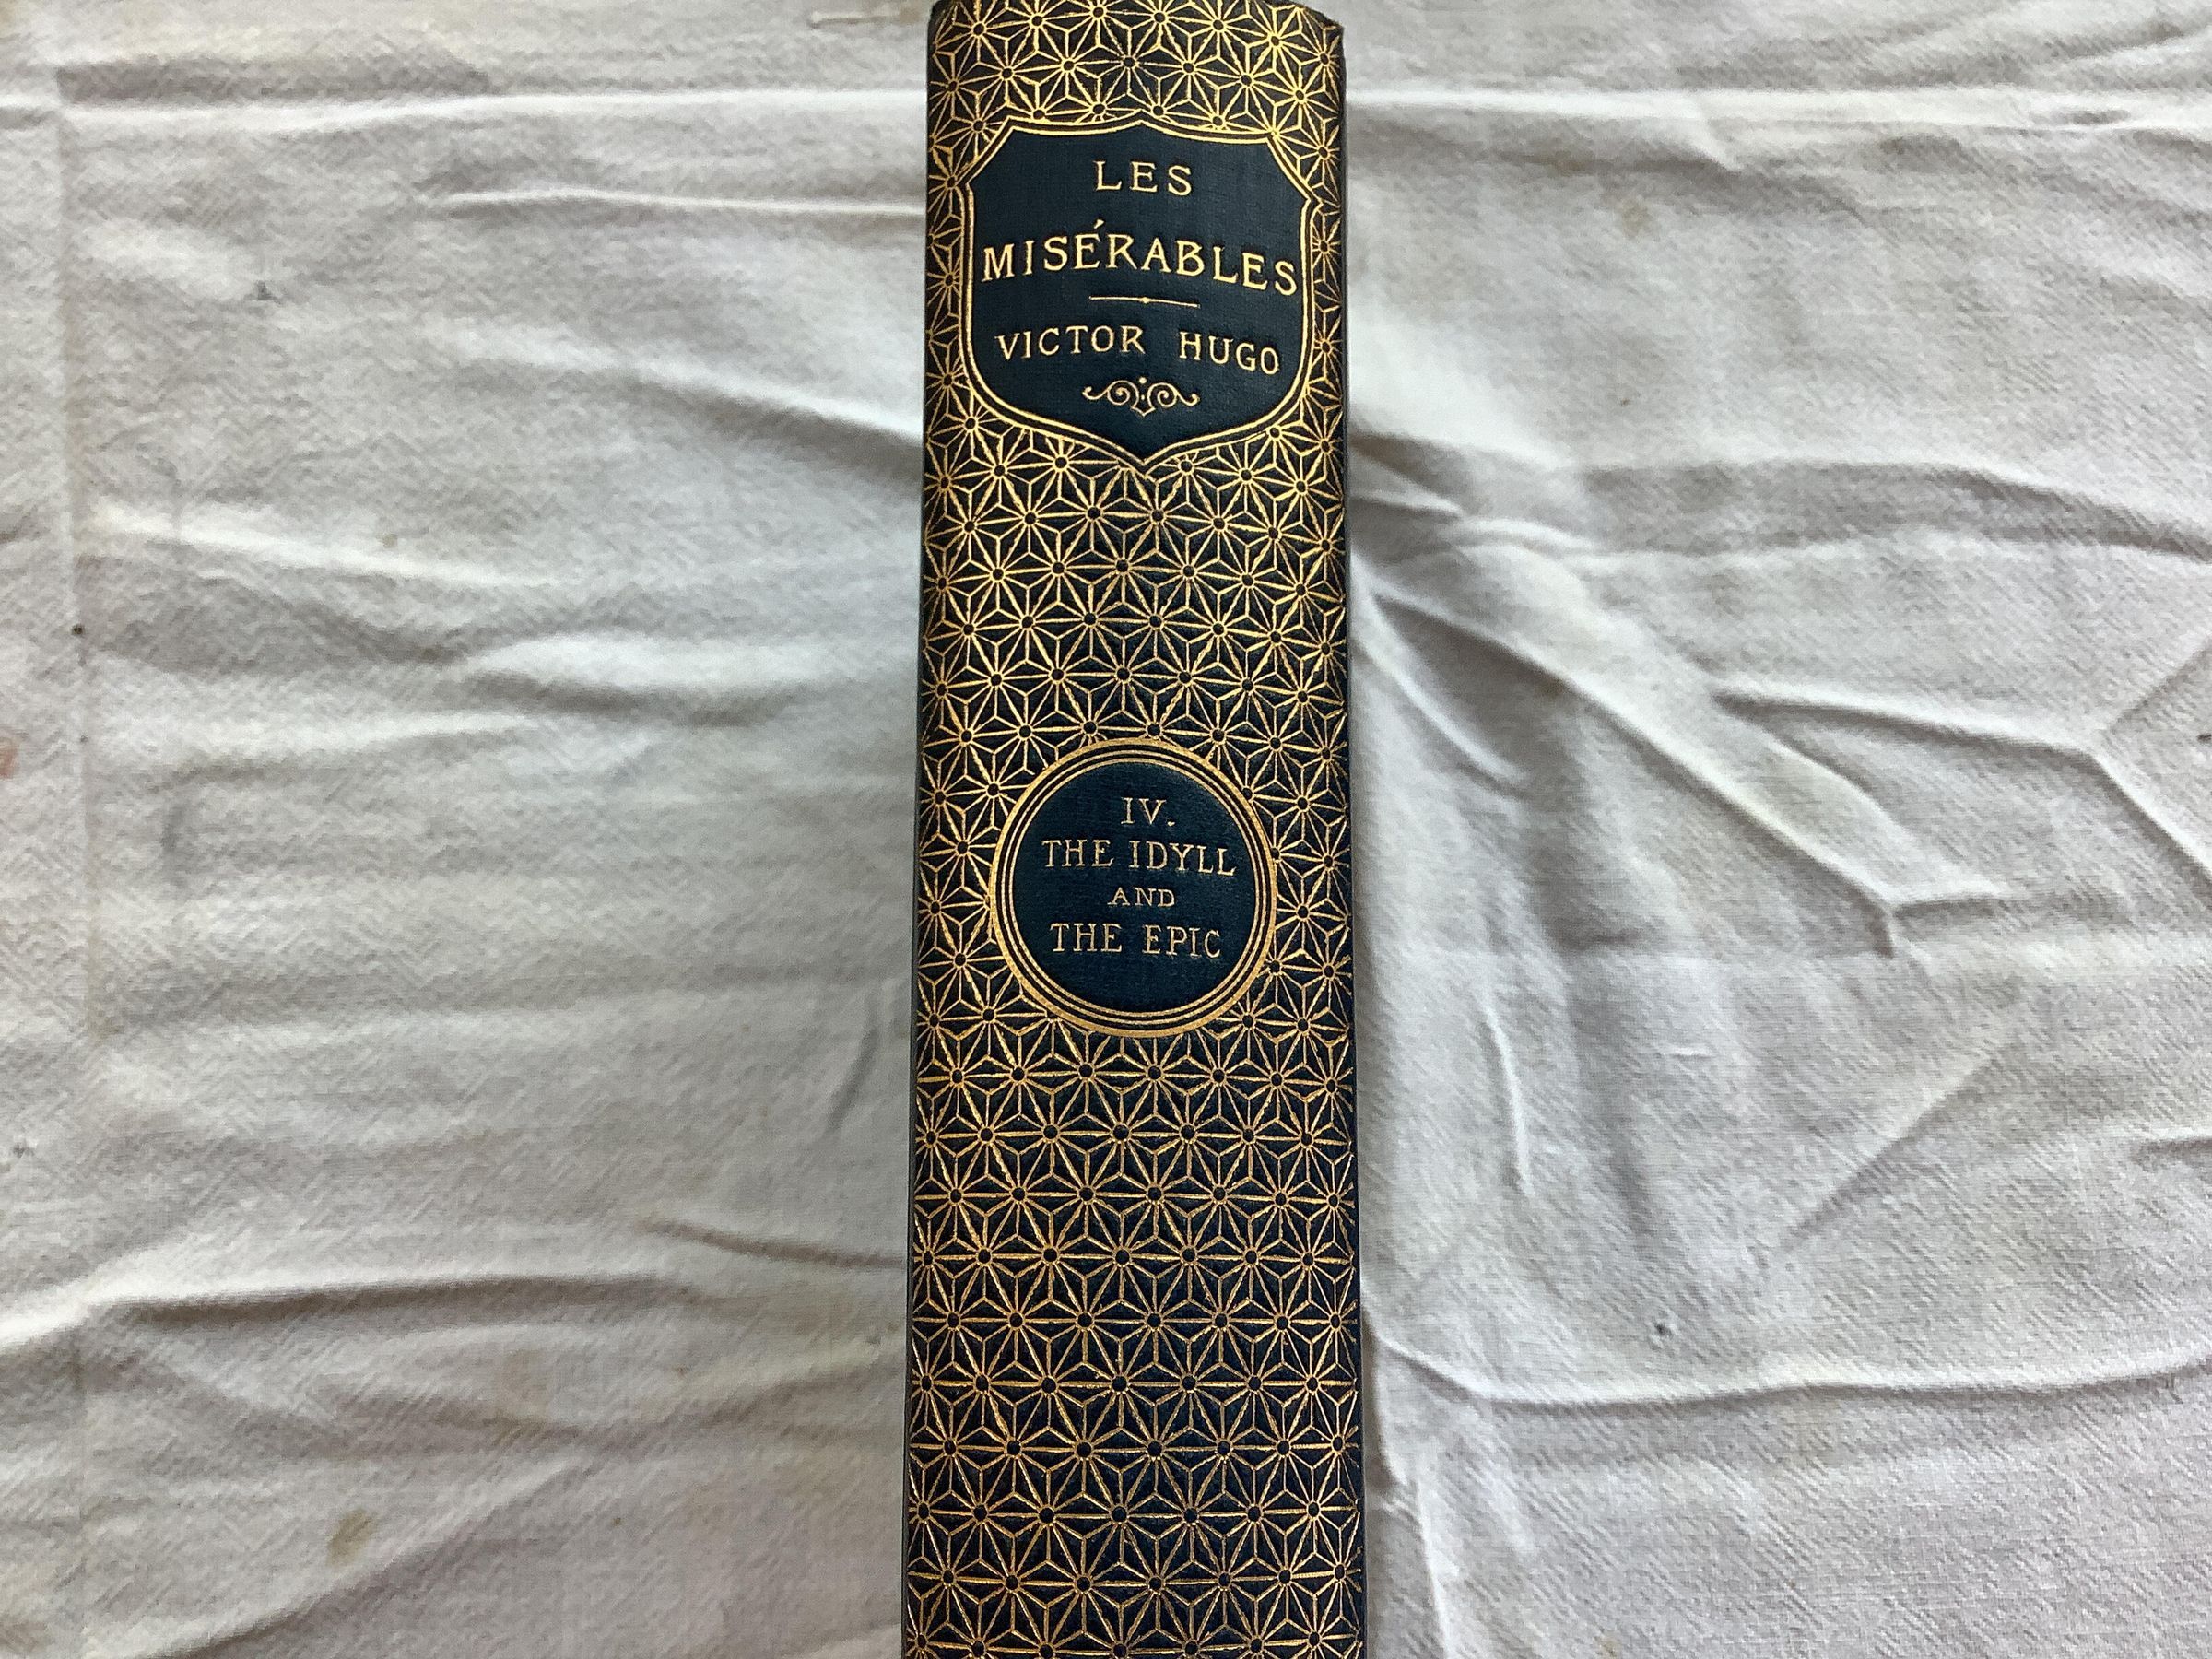 LES
MISÉRABLES
VICTOR HUGO
IV.
THE IDYLL
AND
THE EPIC